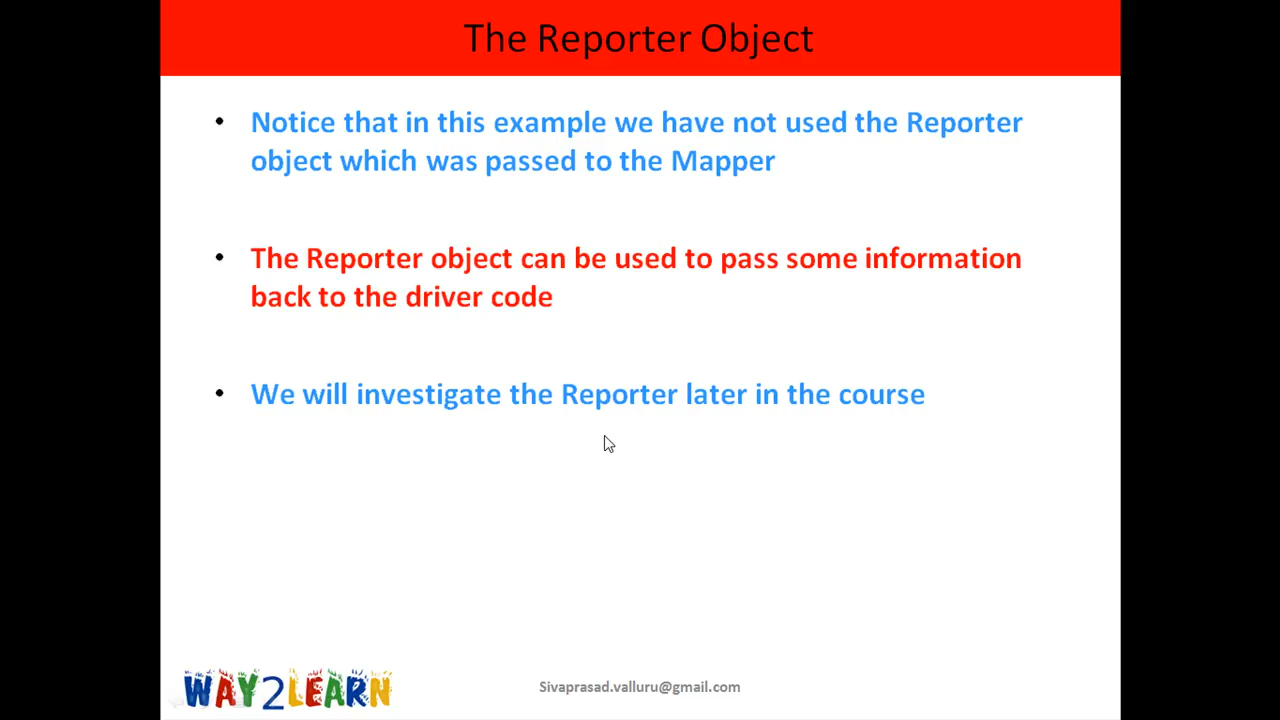 The Reporter Object
• Notice that in this example we have not used the Reporter
object which was passed to the Mapper
• The Reporter object can be used to pass some information
back to the driver code
• We will investigate the Reporter later in the course
WAY2LEARN
Sivaprasad.valluru@gmail.com